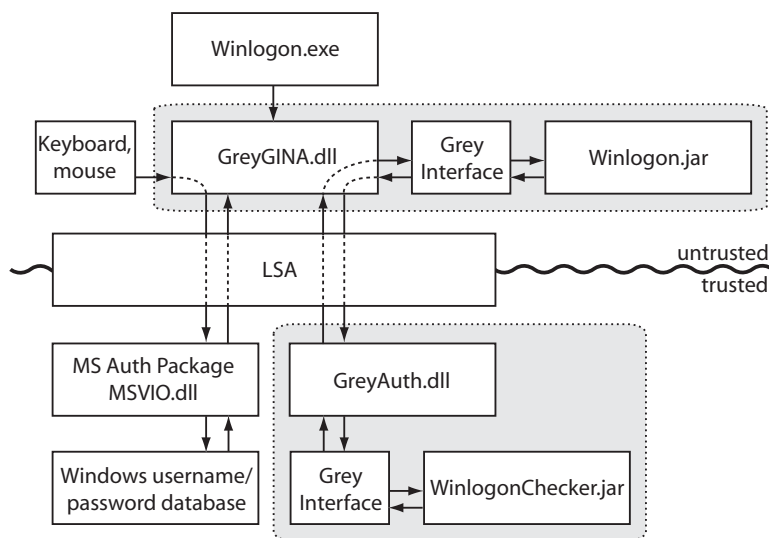 Winlogon.exe
Keyboard,
mouse
GreyGINA.dll
Grey
Interface
Winlogon.jar
LSA
untrusted
trusted
MS Auth Package
MSVIO.dll
GreyAuth.dll
Windows username/
password database
Grey
Interface
WinlogonChecker.jar